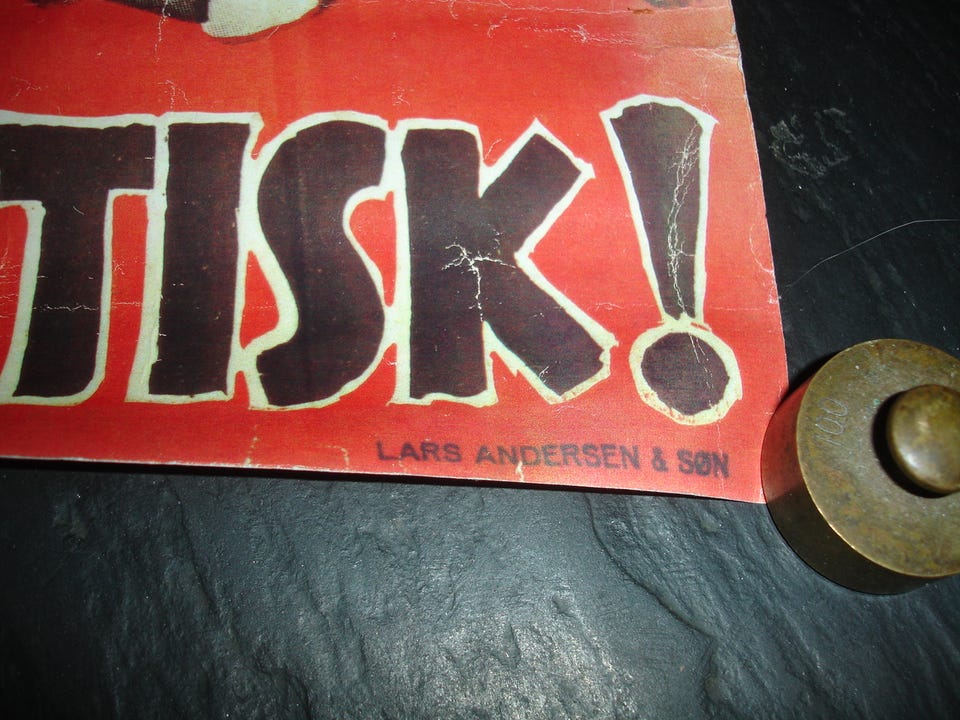 TISK!
LARS ANDERSEN & SØN